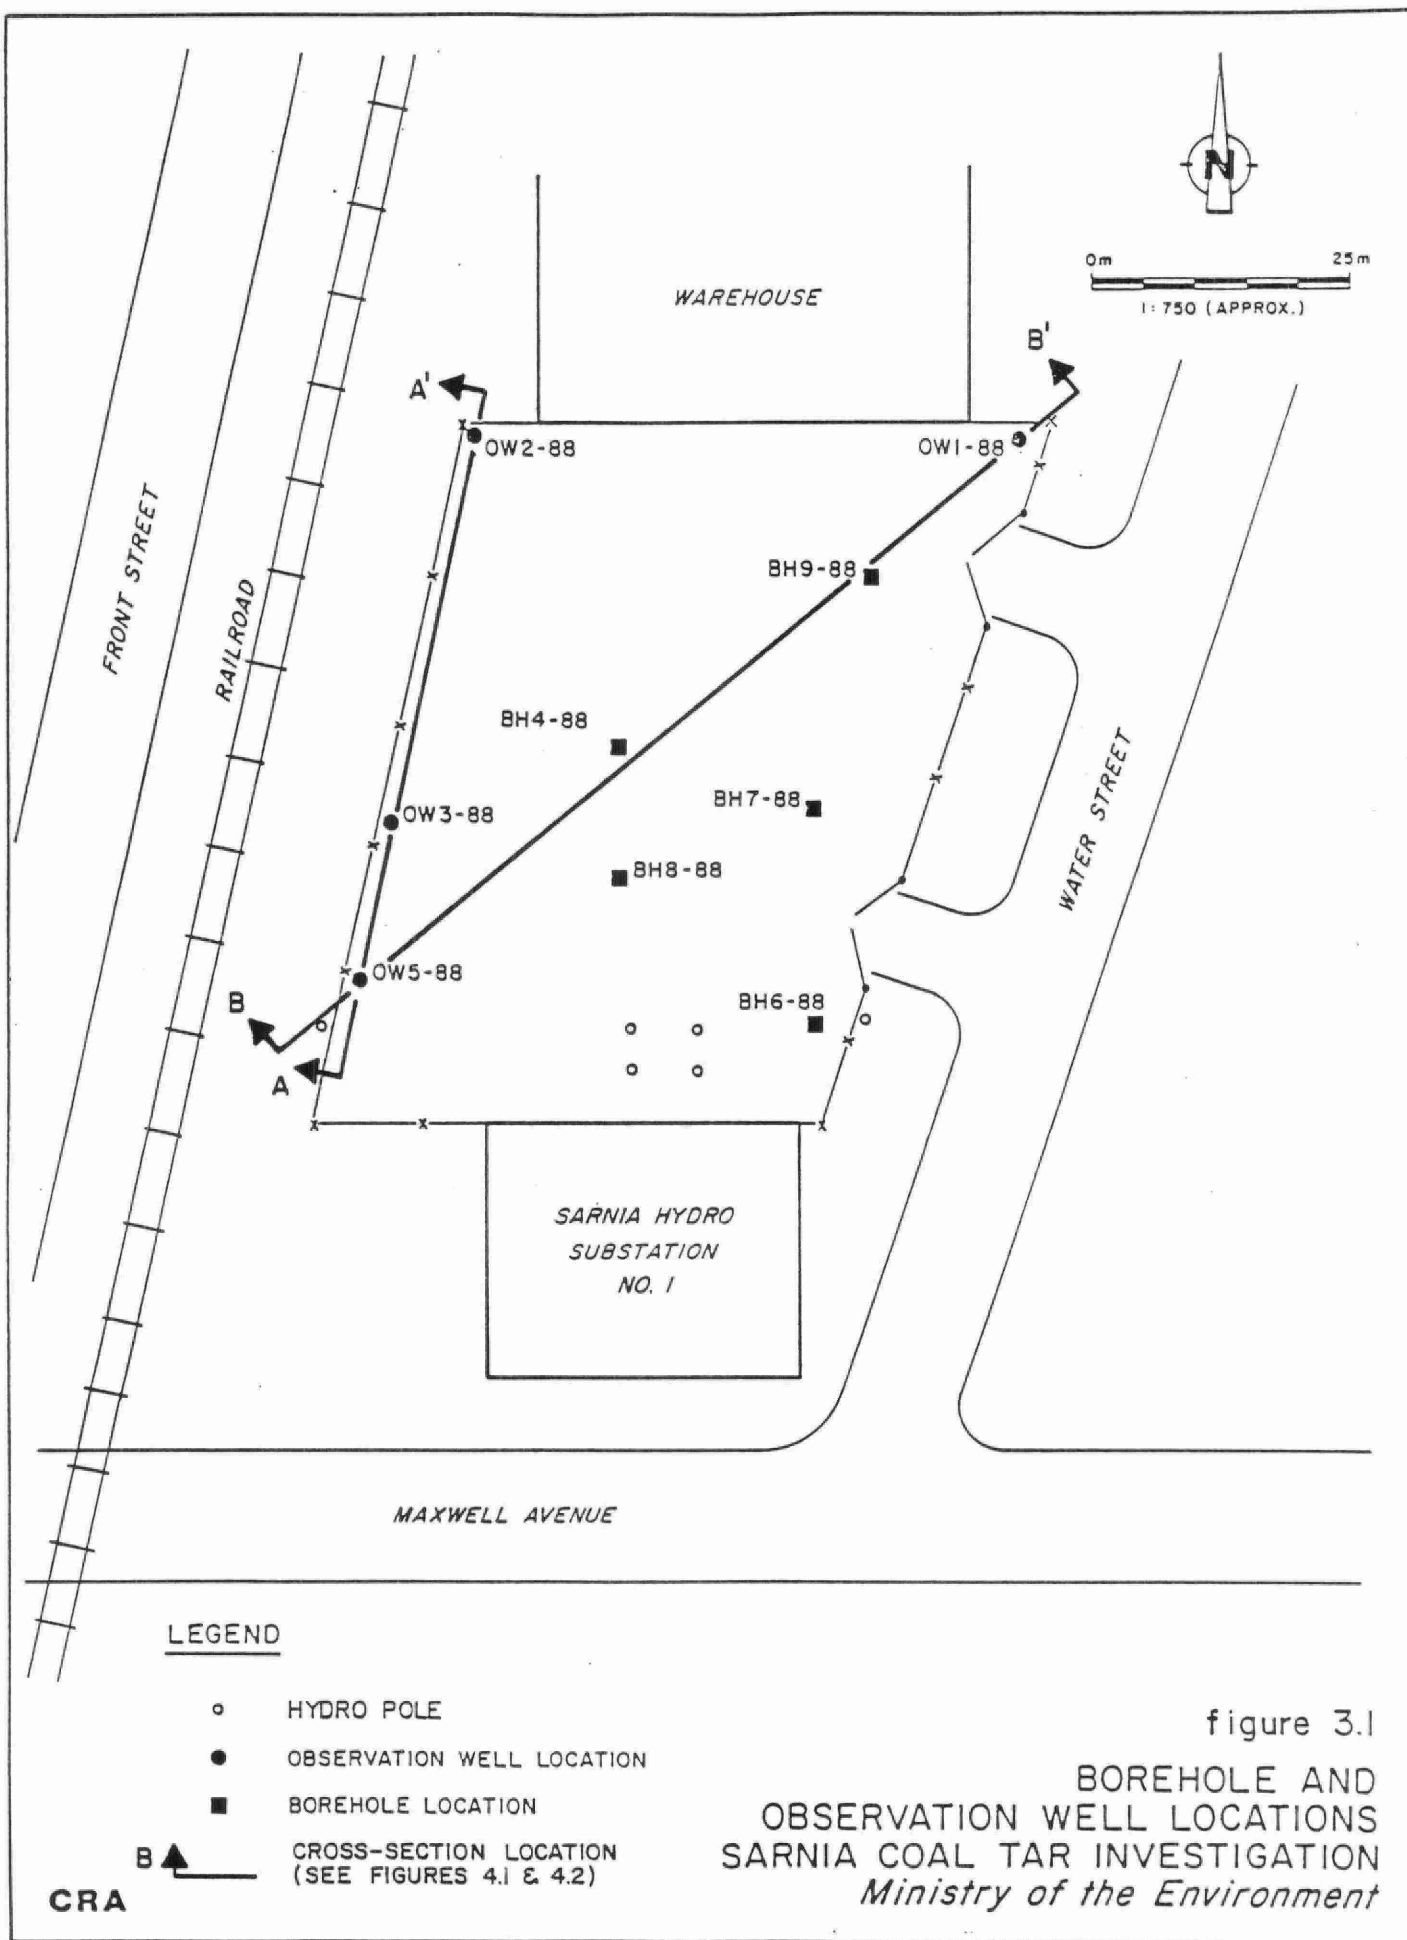 N
0m 25m
1:750 (APPROX.)
WAREHOUSE
B'
A'
OW2-88
OW1-88
FRONT STREET
BH9-88
RAILROAD
BH4-88
BH7-88
WATER STREET
OW3-88
BH8-88
OW5-88
B
BH6-88
A
SARNIA HYDRO
SUBSTATION
NO. 1
MAXWELL AVENUE
LEGEND
HYDRO POLE
OBSERVATION WELL LOCATION
BOREHOLE LOCATION
B CROSS-SECTION LOCATION
(SEE FIGURES 4.1 & 4.2)
CRA
figure 3.1
BOREHOLE AND
OBSERVATION WELL LOCATIONS
SARNIA COAL TAR INVESTIGATION
Ministry of the Environment